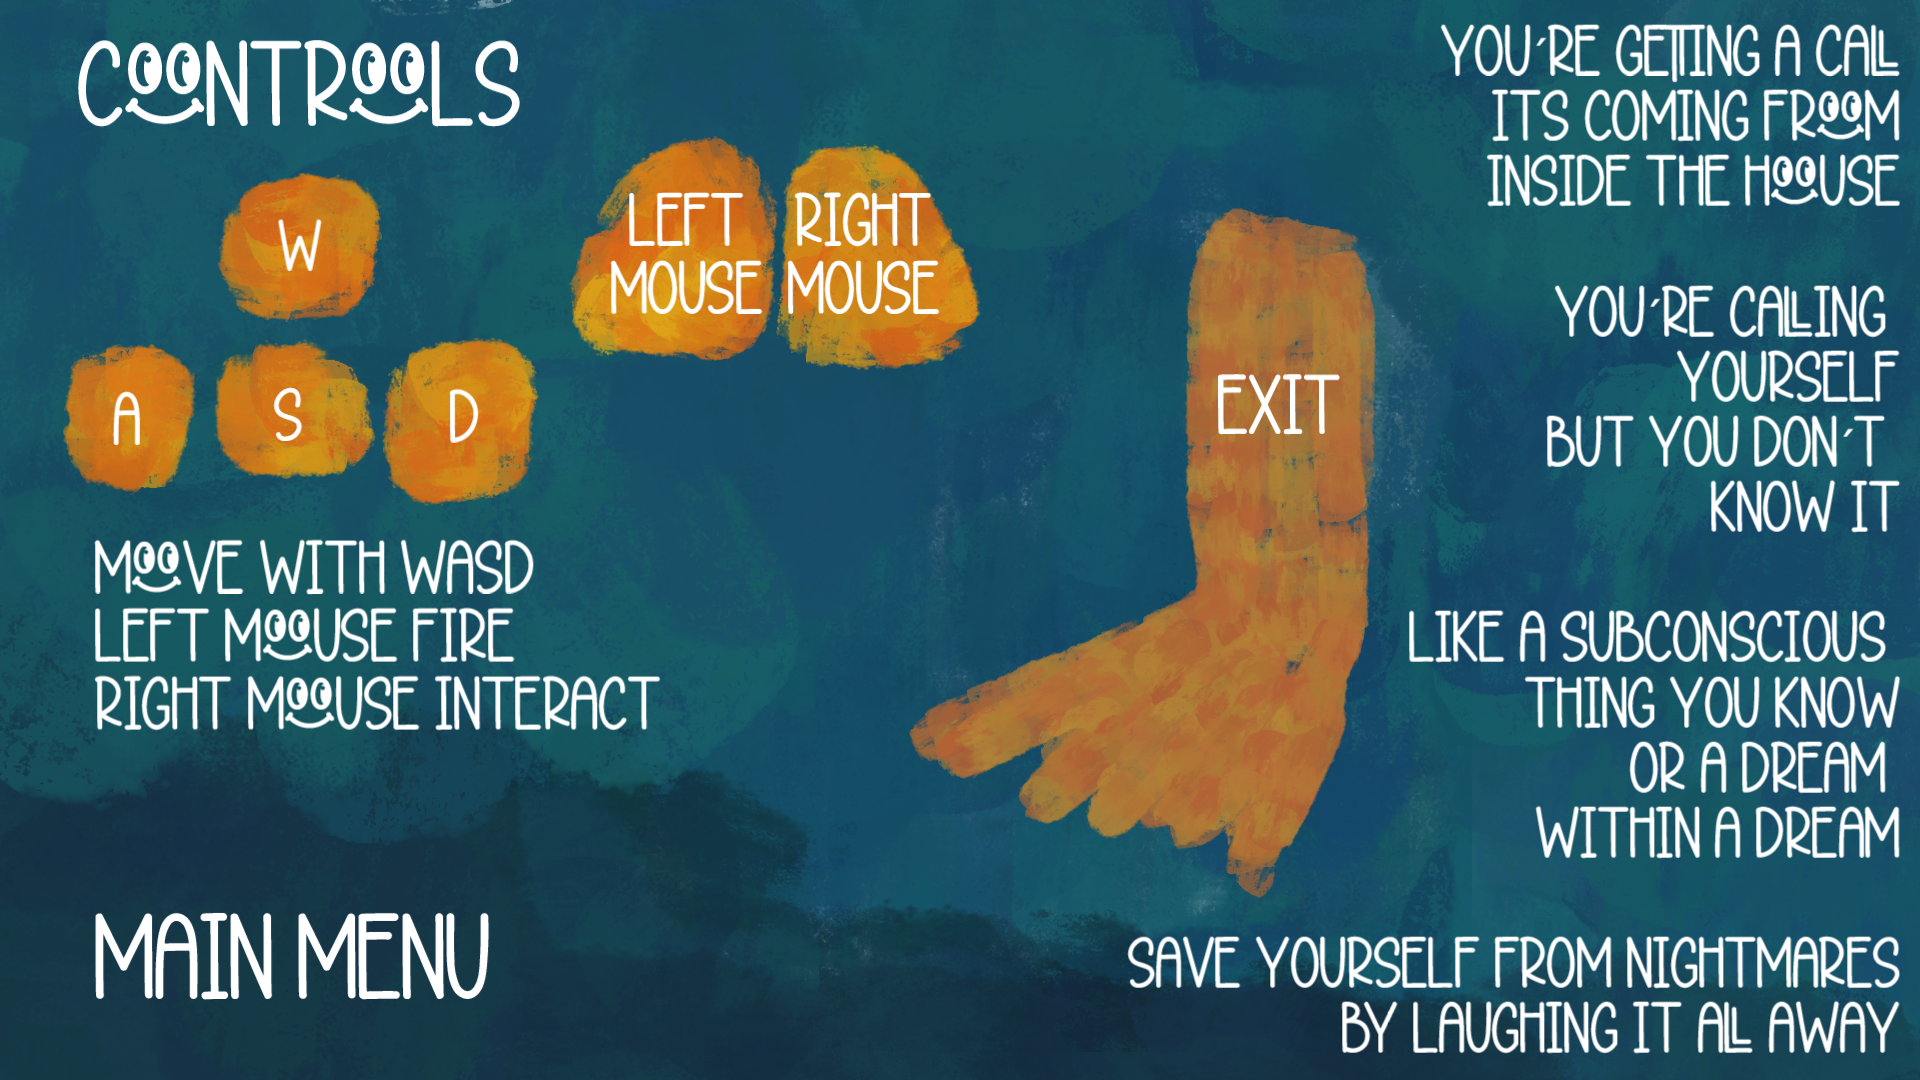 COONTROOLS
W
A S D
LEFT MOUSE
RIGHT MOUSE
MOOVE WITH WASD
LEFT MOOUSE FIRE
RIGHT MOOUSE INTERACT
MAIN MENU
EXIT
YOU'RE GETTING A CALL
ITS COMING FROOM
INSIDE THE HOOUSE
YOU'RE CALLING
YOURSELF
BUT YOU DON'T
KNOW IT
LIKE A SUBCONSCIOUS
THING YOU KNOW
OR A DREAM
WITHIN A DREAM
SAVE YOURSELF FROM NIGHTMARES
BY LAUGHING IT ALL AWAY